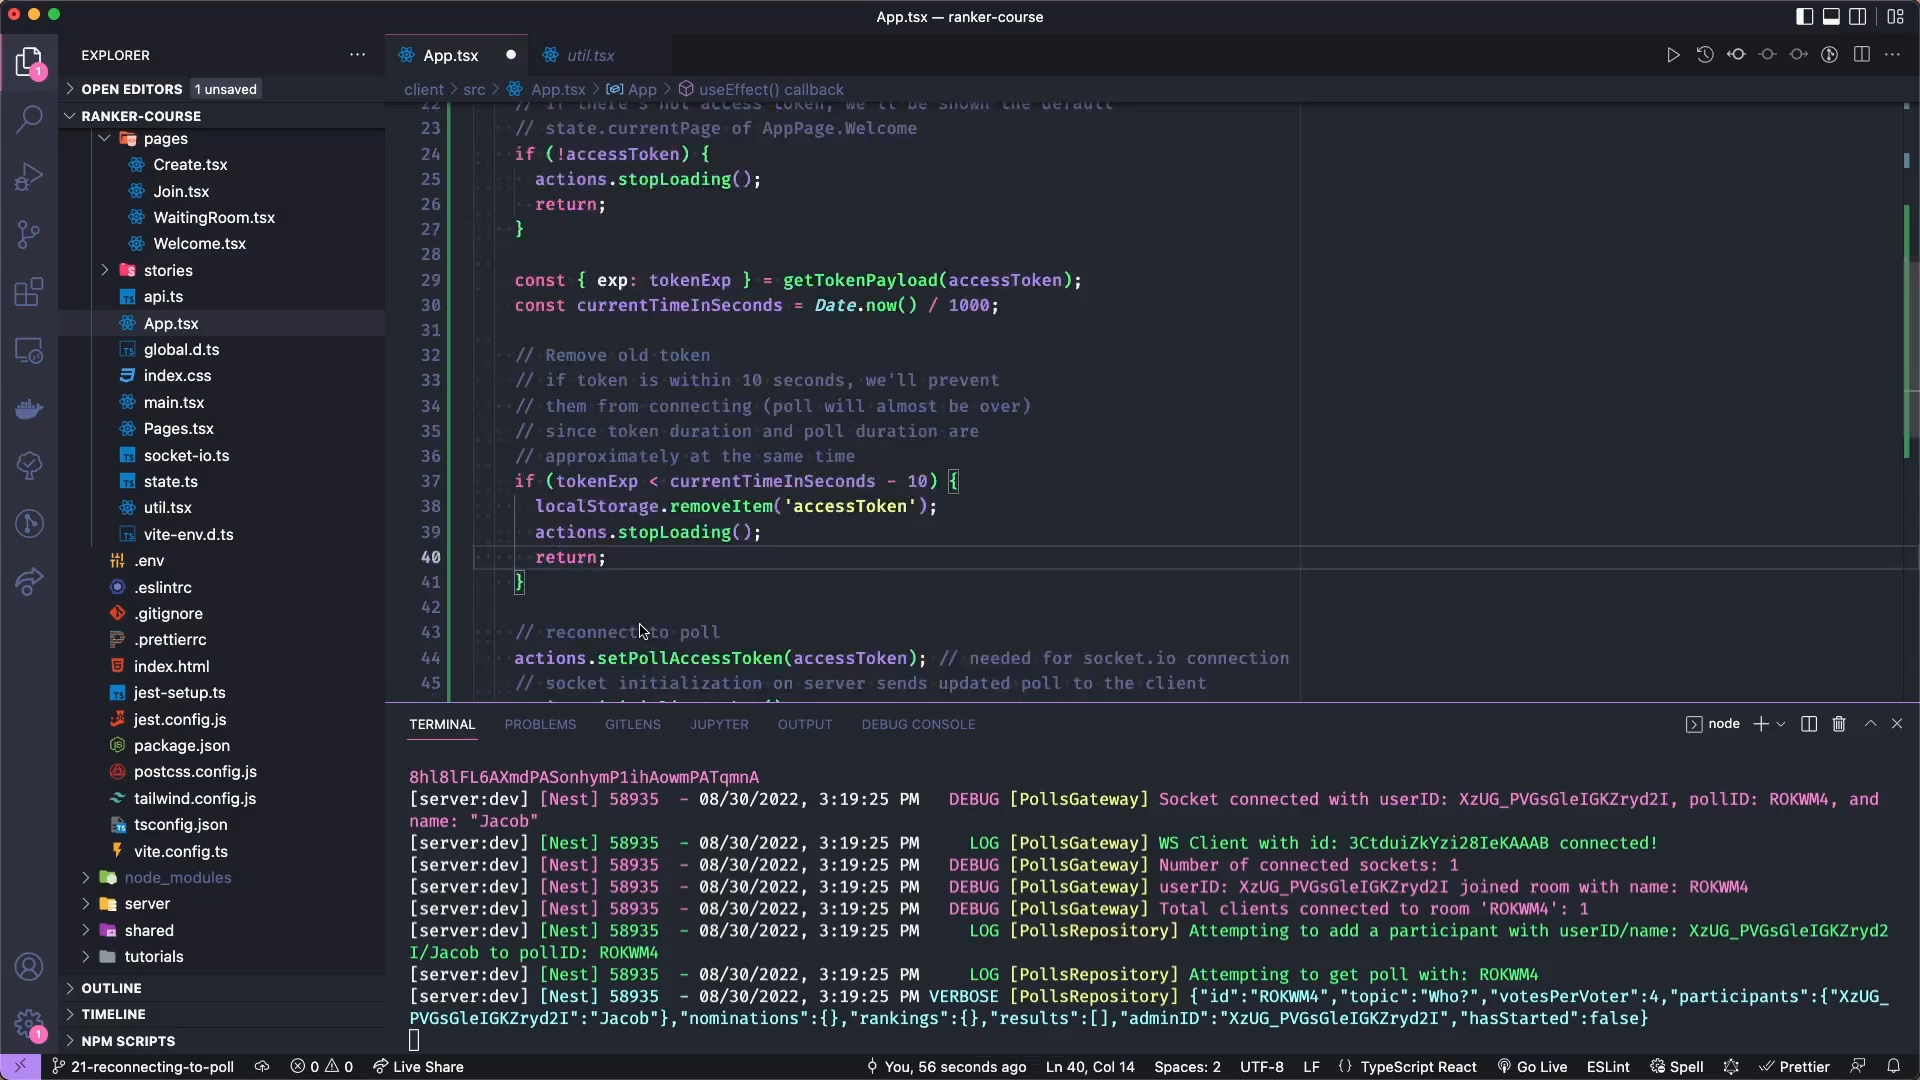 App.tsx — ranker-course
EXPLORER
OPEN EDITORS 1 unsaved
RANKER-COURSE
pages
Create.tsx
Join.tsx
WaitingRoom.tsx
Welcome.tsx
stories
api.ts
App.tsx
global.d.ts
index.css
main.tsx
Pages.tsx
socket-io.ts
state.ts
util.tsx
vite-env.d.ts
.env
.eslintrc
.gitignore
.prettierrc
index.html
jest-setup.ts
jest.config.js
package.json
postcss.config.js
tailwind.config.js
tsconfig.json
vite.config.ts
node_modules
server
shared
tutorials
OUTLINE
TIMELINE
NPM SCRIPTS
App.tsx util.tsx
client > src > App.tsx > App > useEffect() callback
22 // if there's not access token, we'll be shown the default
23 // state.currentPage of AppPage.Welcome
24 if (!accessToken) {
25 actions.stopLoading();
26 return;
27 }
28
29 const { exp: tokenExp } = getTokenPayload(accessToken);
30 const currentTimeInSeconds = Date.now() / 1000;
31
32 // Remove old token
33 // if token is within 10 seconds, we'll prevent
34 // them from connecting (poll will almost be over)
35 // since token duration and poll duration are
36 // approximately at the same time
37 if (tokenExp < currentTimeInSeconds - 10) {
38 localStorage.removeItem('accessToken');
39 actions.stopLoading();
40 return;
41 }
42
43 // reconnect to poll
44 actions.setPollAccessToken(accessToken); // needed for socket.io connection
45 // socket initialization on server sends updated poll to the client
TERMINAL PROBLEMS GITLENS JUPYTER OUTPUT DEBUG CONSOLE node
8hl8lFL6AXmdPASonhymP1ihAowmPATqmnA
[server:dev] [Nest] 58935 - 08/30/2022, 3:19:25 PM DEBUG [PollsGateway] Socket connected with userID: XzUG_PVGsGleIGKZryd2I, pollID: ROKWM4, and
name: "Jacob"
[server:dev] [Nest] 58935 - 08/30/2022, 3:19:25 PM LOG [PollsGateway] WS Client with id: 3CtduiZkYzi28IeKAAAB connected!
[server:dev] [Nest] 58935 - 08/30/2022, 3:19:25 PM DEBUG [PollsGateway] Number of connected sockets: 1
[server:dev] [Nest] 58935 - 08/30/2022, 3:19:25 PM DEBUG [PollsGateway] userID: XzUG_PVGsGleIGKZryd2I joined room with name: ROKWM4
[server:dev] [Nest] 58935 - 08/30/2022, 3:19:25 PM DEBUG [PollsGateway] Total clients connected to room 'ROKWM4': 1
[server:dev] [Nest] 58935 - 08/30/2022, 3:19:25 PM LOG [PollsRepository] Attempting to add a participant with userID/name: XzUG_PVGsGleIGKZryd2
I/Jacob to pollID: ROKWM4
[server:dev] [Nest] 58935 - 08/30/2022, 3:19:25 PM LOG [PollsRepository] Attempting to get poll with: ROKWM4
[server:dev] [Nest] 58935 - 08/30/2022, 3:19:25 PM VERBOSE [PollsRepository] {"id":"ROKWM4","topic":"Who?","votesPerVoter":4,"participants":{"XzUG_
PVGsGleIGKZryd2I":"Jacob"},"nominations":{},"rankings":{},"results":[],"adminID":"XzUG_PVGsGleIGKZryd2I","hasStarted":false}
21-reconnecting-to-poll 0 0 Live Share You, 56 seconds ago Ln 40, Col 14 Spaces: 2 UTF-8 LF {} TypeScript React Go Live ESLint Spell Prettier